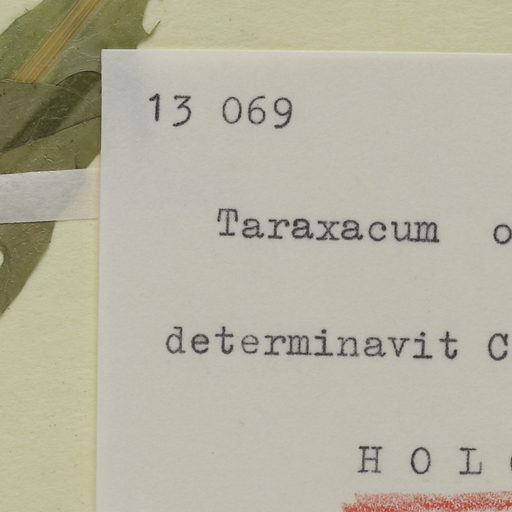 13 069
Taraxacum o
determinavit C
H O L